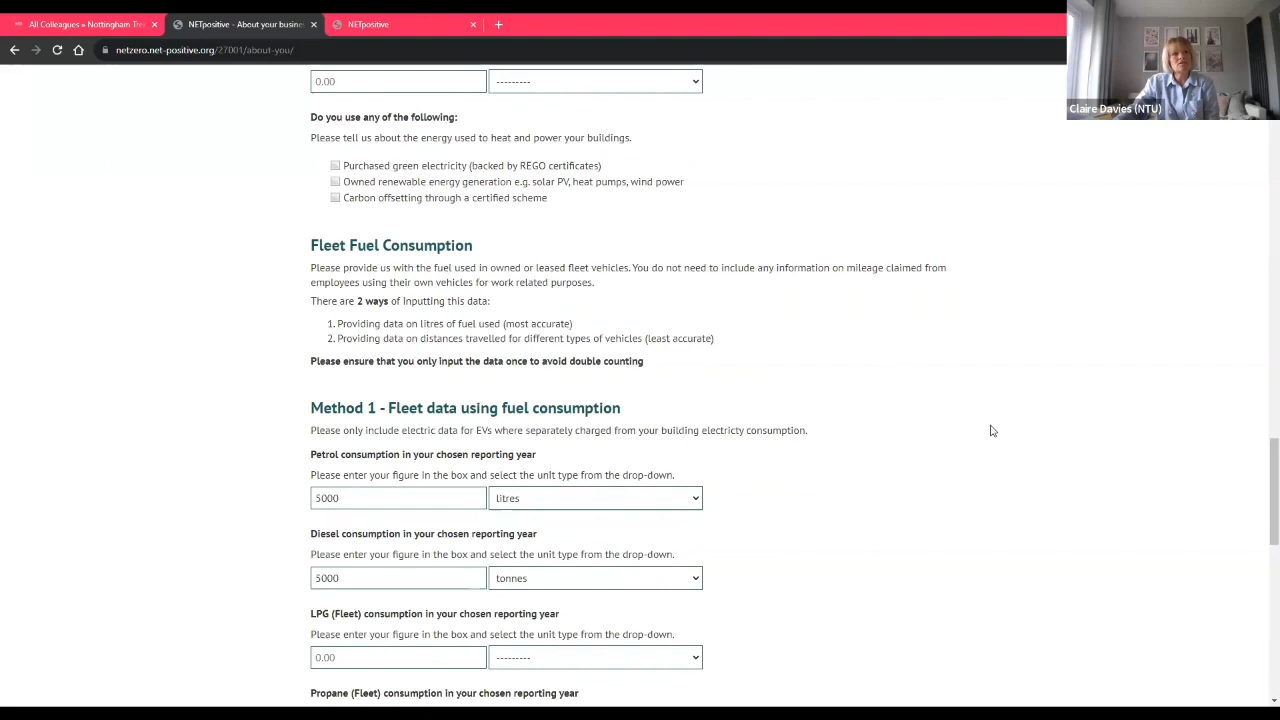 All Colleagues » Nottingham Tre
NETpositive - About your busine
NETpositive
netzero.net-positive.org/27001/about-you/
Claire Davies (NTU)
0.00
---------
Do you use any of the following:
Please tell us about the energy used to heat and power your buildings.
Purchased green electricity (backed by REGO certificates)
Owned renewable energy generation e.g. solar PV, heat pumps, wind power
Carbon offsetting through a certified scheme
Fleet Fuel Consumption
Please provide us with the fuel used in owned or leased fleet vehicles. You do not need to include any information on mileage claimed from
employees using their own vehicles for work related purposes.
There are 2 ways of Inputting this data:
1. Providing data on litres of fuel used (most accurate)
2. Providing data on distances travelled for different types of vehicles (least accurate)
Please ensure that you only input the data once to avoid double counting
Method 1 - Fleet data using fuel consumption
Please only include electric data for EVs where separately charged from your building electricty consumption.
Petrol consumption in your chosen reporting year
Please enter your figure in the box and select the unit type from the drop-down.
5000
litres
Diesel consumption in your chosen reporting year
Please enter your figure in the box and select the unit type from the drop-down.
5000
tonnes
LPG (Fleet) consumption in your chosen reporting year
Please enter your figure in the box and select the unit type from the drop-down.
0.00
---------
Propane (Fleet) consumption in your chosen reporting year